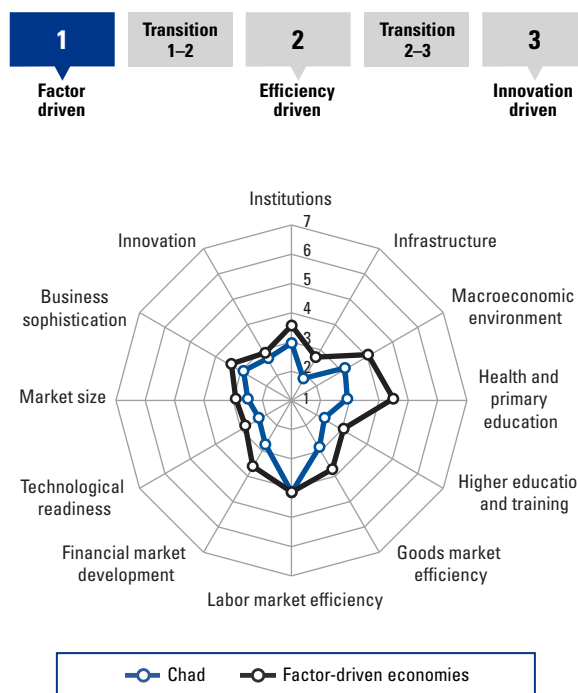 1
Transition
1–2
2
Transition
2–3
3
Factor
driven
Efficiency
driven
Innovation
driven
Institutions
Infrastructure
Macroeconomic
environment
Health and
primary
education
Higher educatio
and training
Goods market
efficiency
Labor market efficiency
Financial market
development
Technological
readiness
Market size
Business
sophistication
Innovation
7
6
5
4
3
2
1
Chad
Factor-driven economies